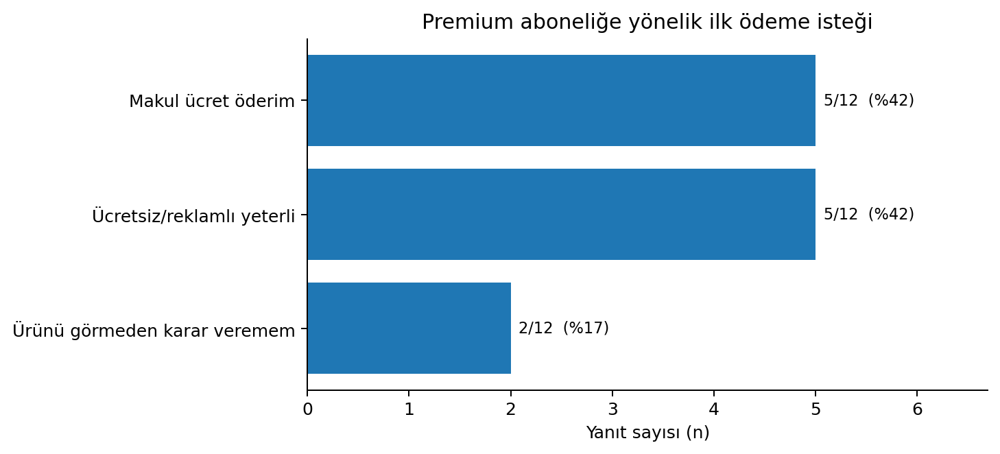 Premium aboneliğe yönelik ilk ödeme isteği
Makul ücret öderim
5/12 (%42)
Ücretsiz/reklamlı yeterli
5/12 (%42)
Ürünü görmeden karar veremem
2/12 (%17)
0 1 2 3 4 5 6
Yanıt sayısı (n)